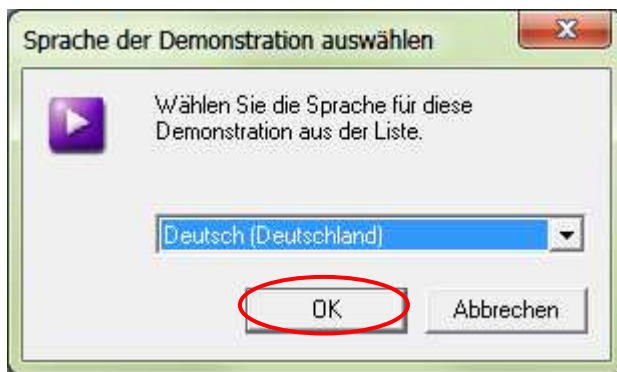 Sprache der Demonstration auswählen
Wählen Sie die Sprache für diese
Demonstration aus der Liste.
Deutsch (Deutschland)
OK
Abbrechen